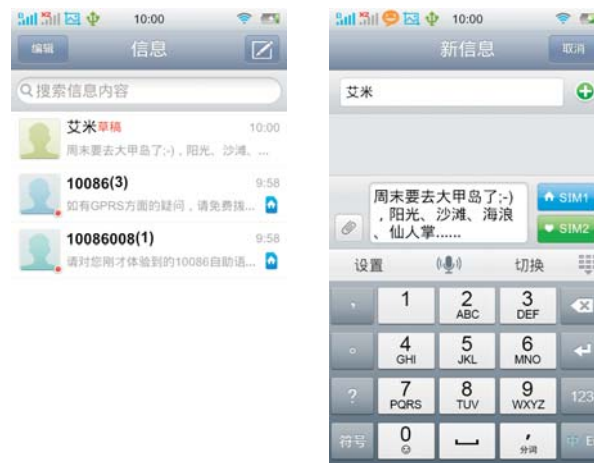 10:00
编辑
信息
搜索信息内容
艾米草稿
10:00
周末要去大甲岛了:-)，阳光、沙滩、...
10086(3)
9:58
如有GPRS方面的疑问，请免费拨...
10086008(1)
9:58
请对您刚才体验到的10086自助语...
10:00
新信息
取消
艾米
周末要去大甲岛了:-)
，阳光、沙滩、海浪
、仙人掌......
SIM1
SIM2
设置
切换
， 1 2 3
ABC DEF
。 4 5 6
GHI JKL MNO
? 7 8 9 123
PQRS TUV WXYZ
符号 0 , 中 E
分词